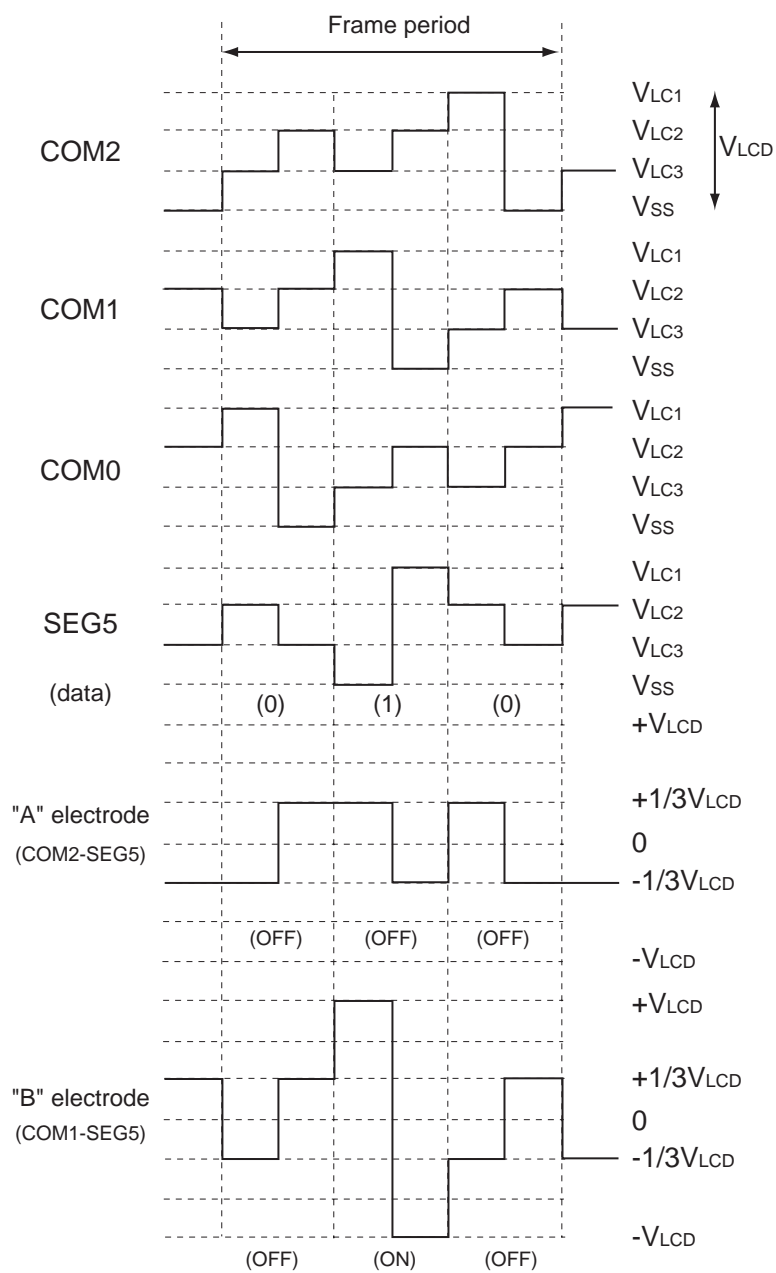 Frame period
COM2
VLC1
VLC2
VLC3
VSS
VLCD
COM1
VLC1
VLC2
VLC3
VSS
COM0
VLC1
VLC2
VLC3
VSS
SEG5
VLC1
VLC2
VLC3
VSS
(data)
(0) (1) (0)
+VLCD
"A" electrode
(COM2-SEG5)
+1/3VLCD
0
-1/3VLCD
(OFF) (OFF) (OFF)
-VLCD
+VLCD
"B" electrode
(COM1-SEG5)
+1/3VLCD
0
-1/3VLCD
-VLCD
(OFF) (ON) (OFF)